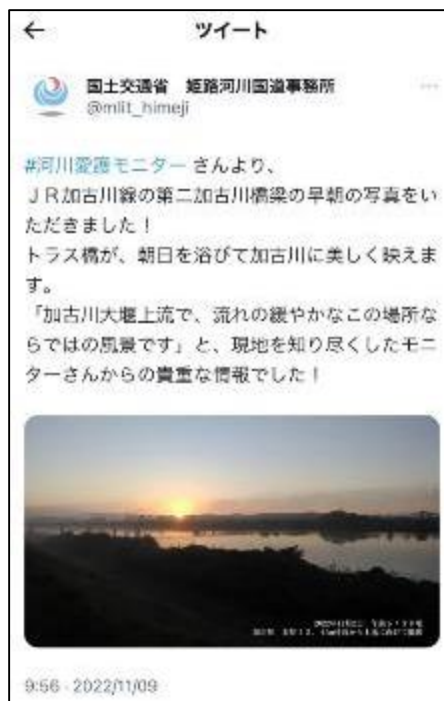 ツイート
国土交通省 姫路河川国道事務所
@mlit_himeji
#河川愛護モニター さんより、
ＪＲ加古川線の第二加古川橋梁の早朝の写真をい
ただきました！
トラス橋が、朝日を浴びて加古川に美しく映えま
す。
「加古川大堰上流で、流れの緩やかなこの場所な
らではの風景です」と、現地を知り尽くしたモニ
ターさんからの貴重な情報でした！
9:56 · 2022/11/09